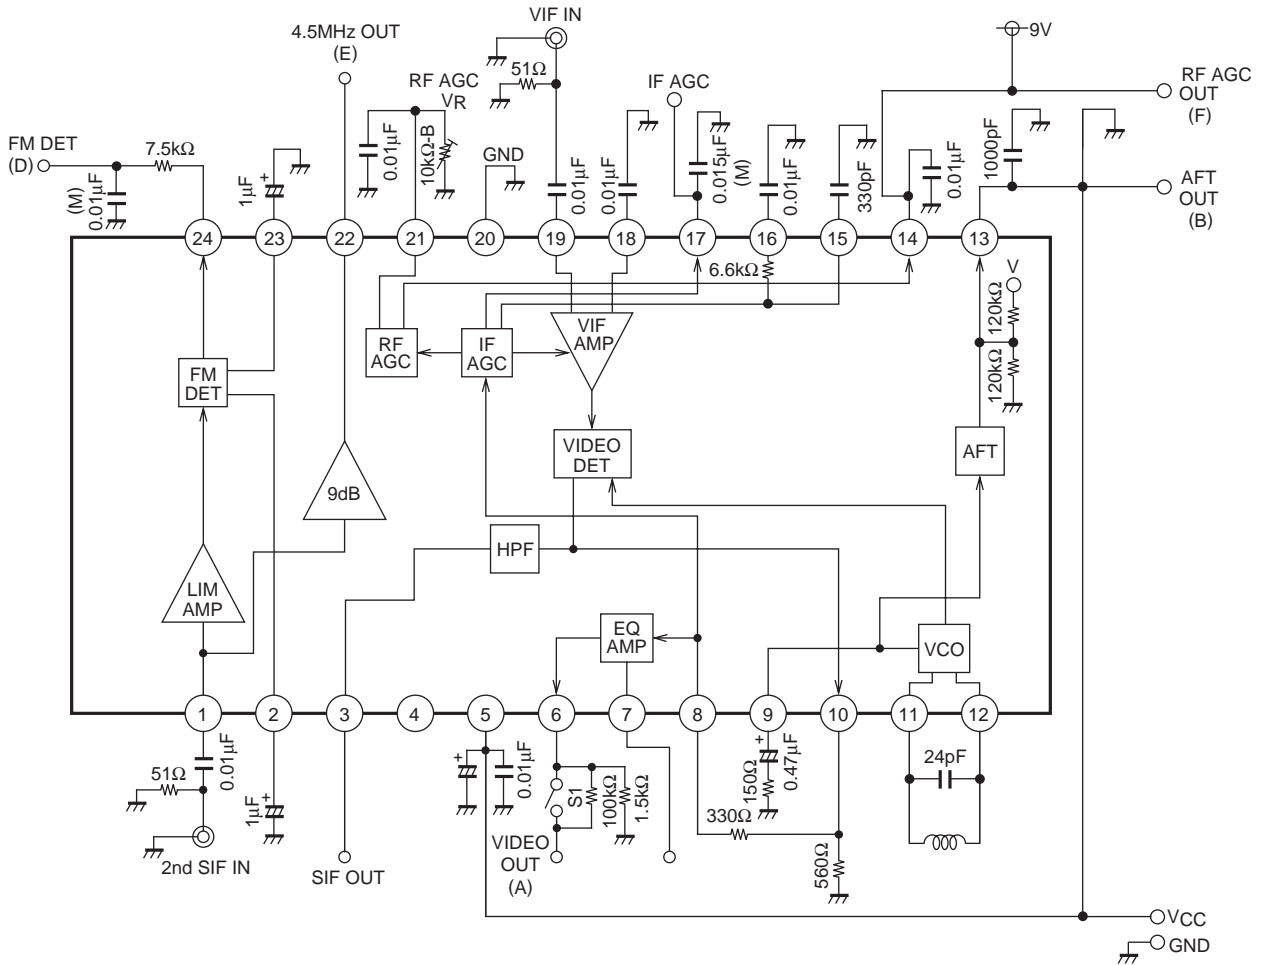 VIF IN
4.5MHz OUT
(E)
9V
RF AGC
VR
51Ω
IF AGC
RF AGC
OUT
(F)
FM DET
(D)
7.5kΩ
(M)
0.01µF
1µF
+
0.01µF
10kΩ-B
GND
0.01µF
0.01µF
0.015µF
(M)
0.01µF
330pF
0.01µF
1000pF
AFT
OUT
(B)
24
23
22
21
20
19
18
17
16
15
14
13
6.6kΩ
V
120kΩ
120kΩ
RF
AGC
IF
AGC
VIF
AMP
FM
DET
VIDEO
DET
AFT
9dB
HPF
LIM
AMP
EQ
AMP
VCO
1
2
3
4
5
6
7
8
9
10
11
12
0.01µF
51Ω
2nd SIF IN
1µF
+
SIF OUT
+
0.01µF
S1
100kΩ
1.5kΩ
VIDEO
OUT
(A)
330Ω
+
150Ω
0.47µF
560Ω
24pF
VCC
GND